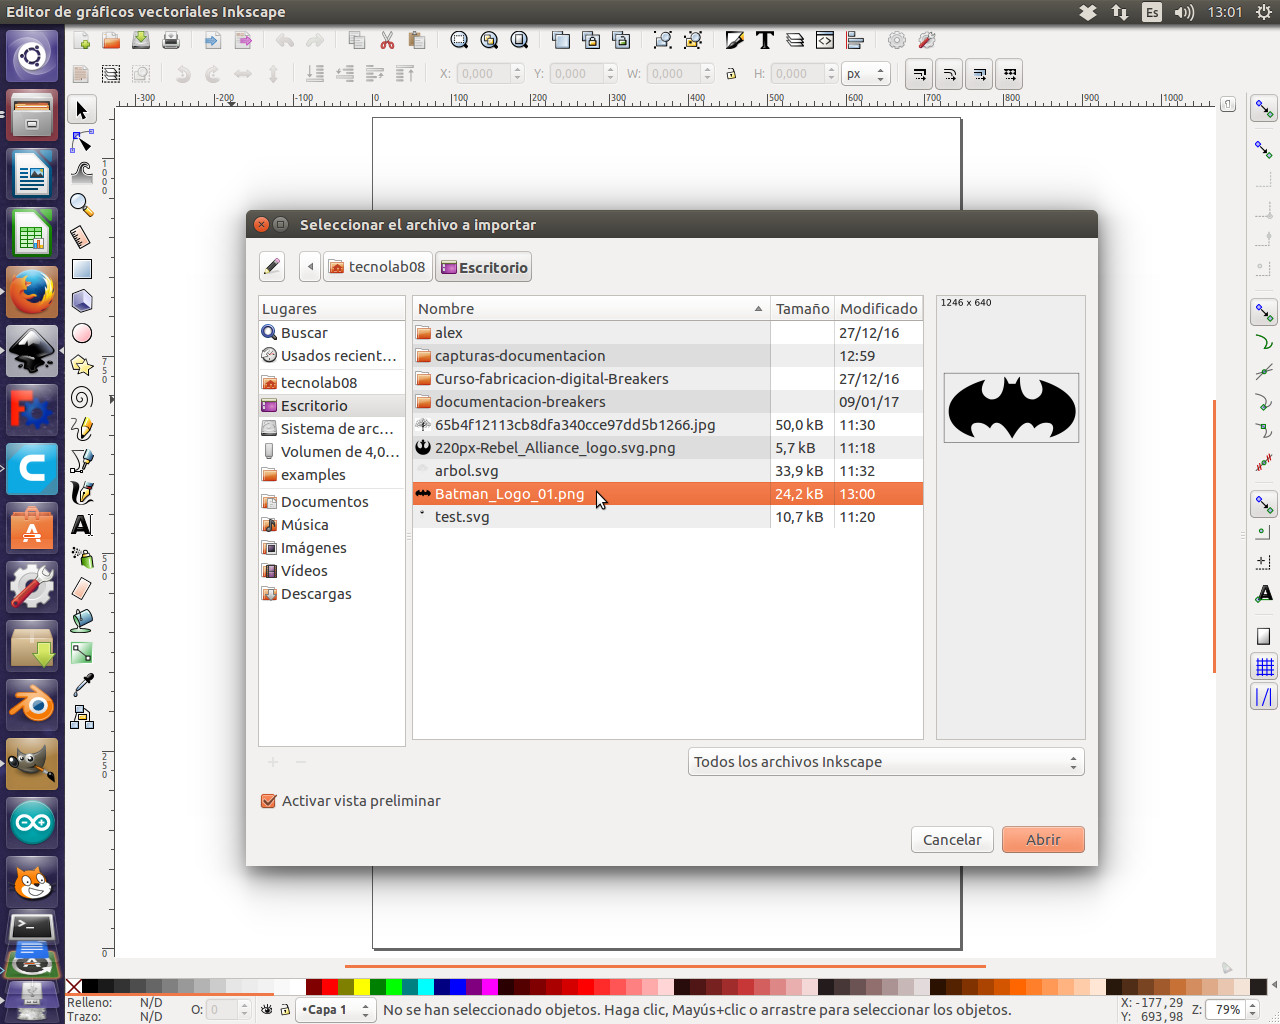 Editor de gráficos vectoriales Inkscape
Es
13:01
X: 0,000 Y: 0,000 W: 0,000 H: 0,000 px
-300 -200 -100 0 100 200 300 400 500 600 700 800 900 1000
1000
750
500
250
0
Seleccionar el archivo a importar
tecnolab08 Escritorio
Lugares
Buscar
Usados recient...
tecnolab08
Escritorio
Sistema de arc...
Volumen de 4,0...
examples
Documentos
Música
Imágenes
Vídeos
Descargas
Nombre Tamaño Modificado
alex 27/12/16
capturas-documentacion 12:59
Curso-fabricacion-digital-Breakers 27/12/16
documentacion-breakers 09/01/17
65b4f12113cb8dfa340cce97dd5b1266.jpg 50,0 kB 11:30
220px-Rebel_Alliance_logo.svg.png 5,7 kB 11:18
arbol.svg 33,9 kB 11:32
Batman_Logo_01.png 24,2 kB 13:00
test.svg 10,7 kB 11:20
1246 x 640
Todos los archivos Inkscape
Activar vista preliminar
Cancelar Abrir
Relleno: N/D
Trazo: N/D
O: 0
•Capa 1
No se han seleccionado objetos. Haga clic, Mayús+clic o arrastre para seleccionar los objetos.
X: -177,29
Y: 693,98
Z: 79%